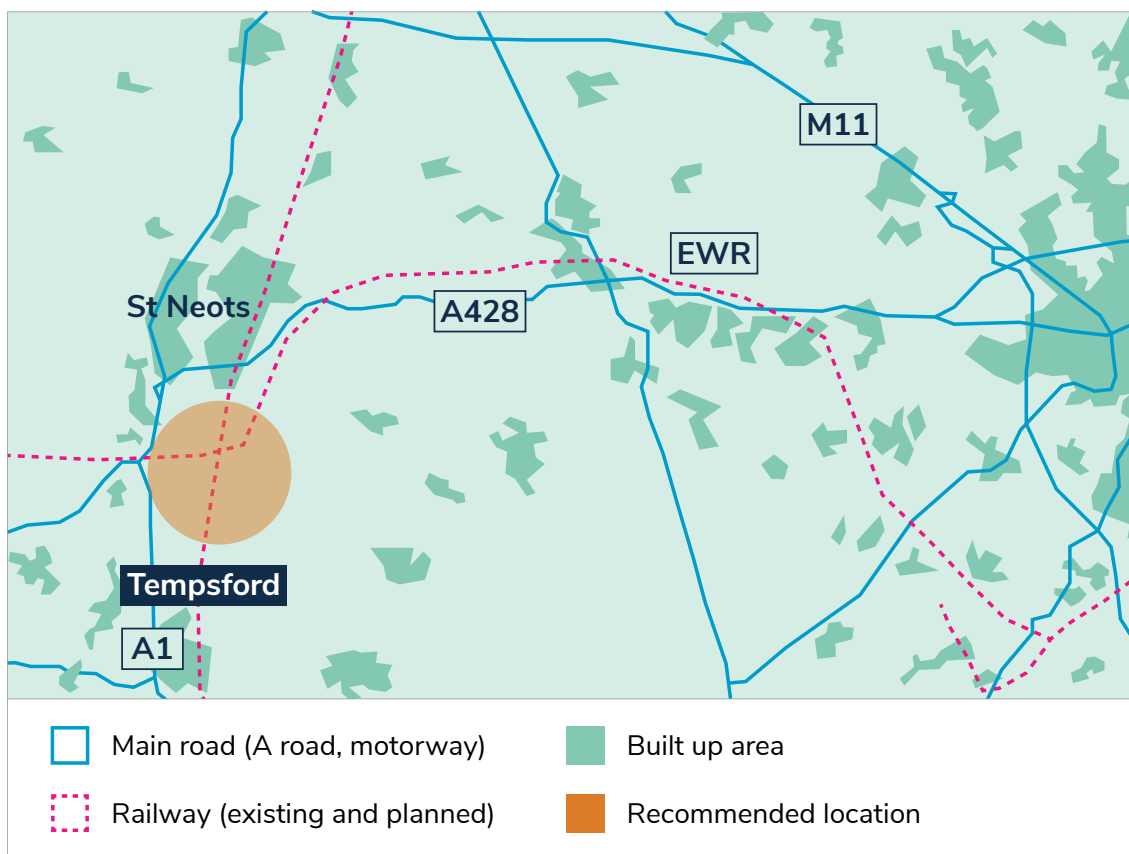 M11
EWR
St Neots
A428
Tempsford
A1
Main road (A road, motorway)
Built up area
Railway (existing and planned)
Recommended location